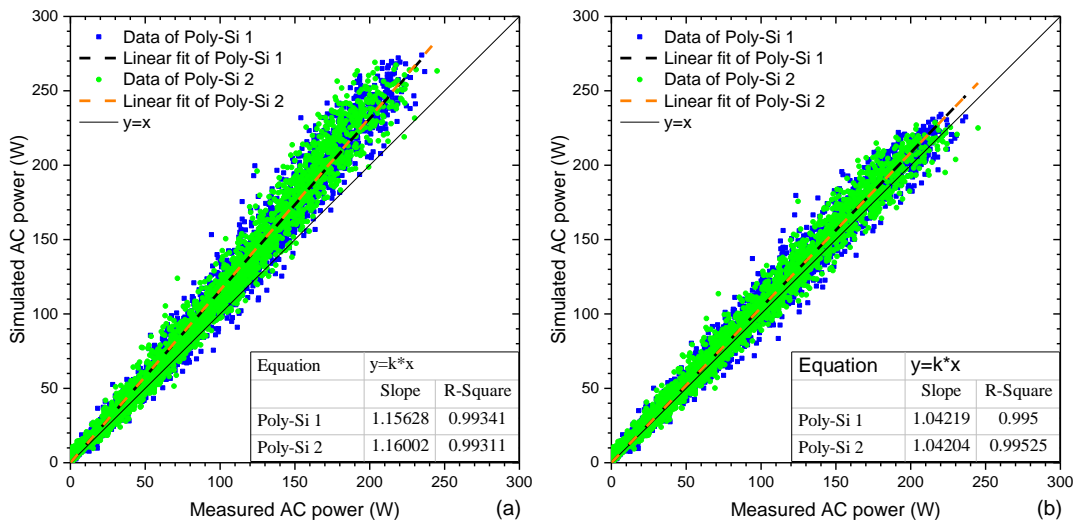 300
250
200
150
100
50
0
Simulated AC power (W)
Data of Poly-Si 1
Linear fit of Poly-Si 1
Data of Poly-Si 2
Linear fit of Poly-Si 2
y=x
Equation y=k*x
Slope R-Square
Poly-Si 1 1.15628 0.99341
Poly-Si 2 1.16002 0.99311
0 50 100 150 200 250 300
Measured AC power (W) (a)
300
250
200
150
100
50
0
Simulated AC power (W)
Data of Poly-Si 1
Linear fit of Poly-Si 1
Data of Poly-Si 2
Linear fit of Poly-Si 2
y=x
Equation y=k*x
Slope R-Square
Poly-Si 1 1.04219 0.995
Poly-Si 2 1.04204 0.99525
0 50 100 150 200 250 300
Measured AC power (W) (b)